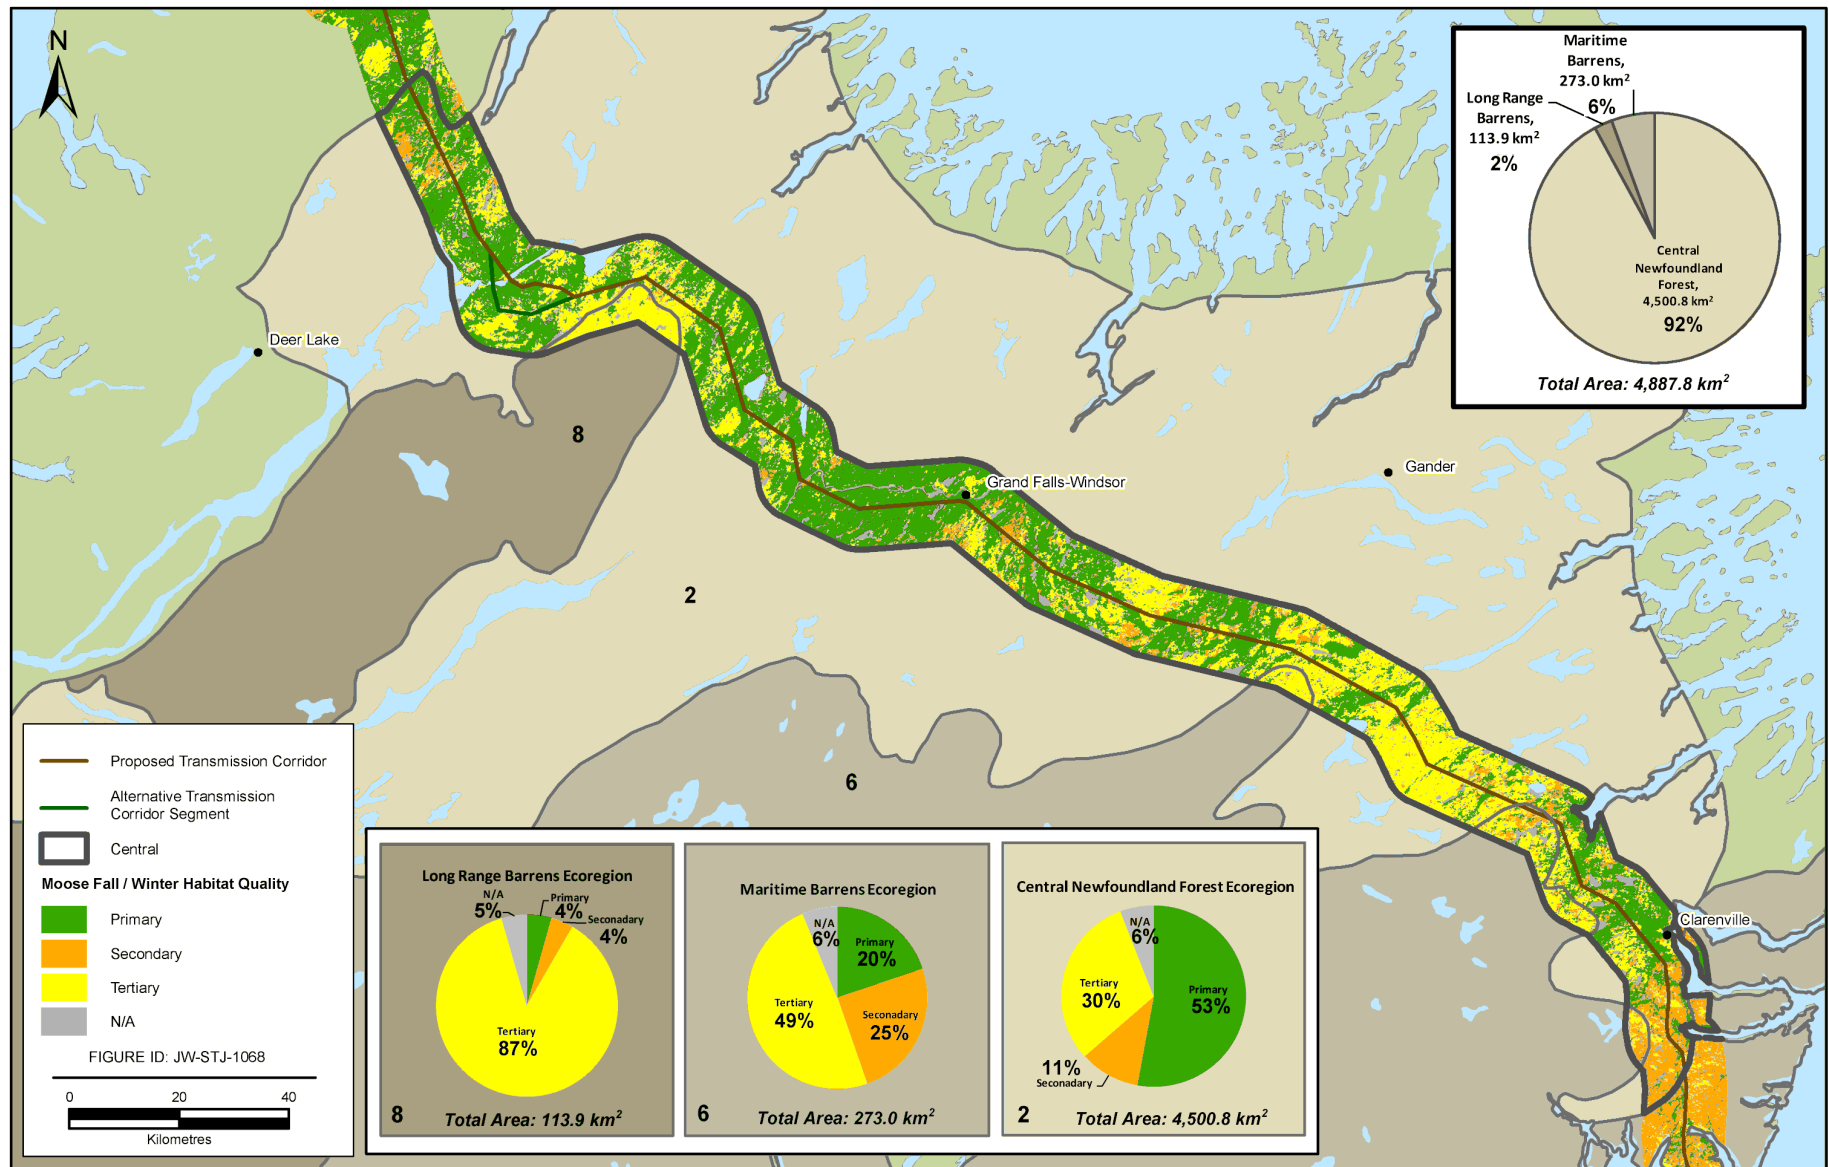 N
Maritime
Barrens,
273.0 km²
6%
Long Range
Barrens,
113.9 km²
2%
Central
Newfoundland
Forest,
4,500.8 km²
92%
Total Area: 4,887.8 km²
Deer Lake
8
Grand Falls-Windsor
Gander
2
6
Clarenville
Proposed Transmission Corridor
Alternative Transmission
Corridor Segment
Central
Moose Fall / Winter Habitat Quality
Primary
Secondary
Tertiary
N/A
FIGURE ID: JW-STJ-1068
0 20 40
Kilometres
Long Range Barrens Ecoregion
N/A
5%
Primary
4%
Seconadary
4%
Tertiary
87%
8 Total Area: 113.9 km²
Maritime Barrens Ecoregion
N/A
6%
Primary
20%
Tertiary
49%
Seconadary
25%
6 Total Area: 273.0 km²
Central Newfoundland Forest Ecoregion
N/A
6%
Tertiary
30%
Primary
53%
11%
Seconadary
2 Total Area: 4,500.8 km²